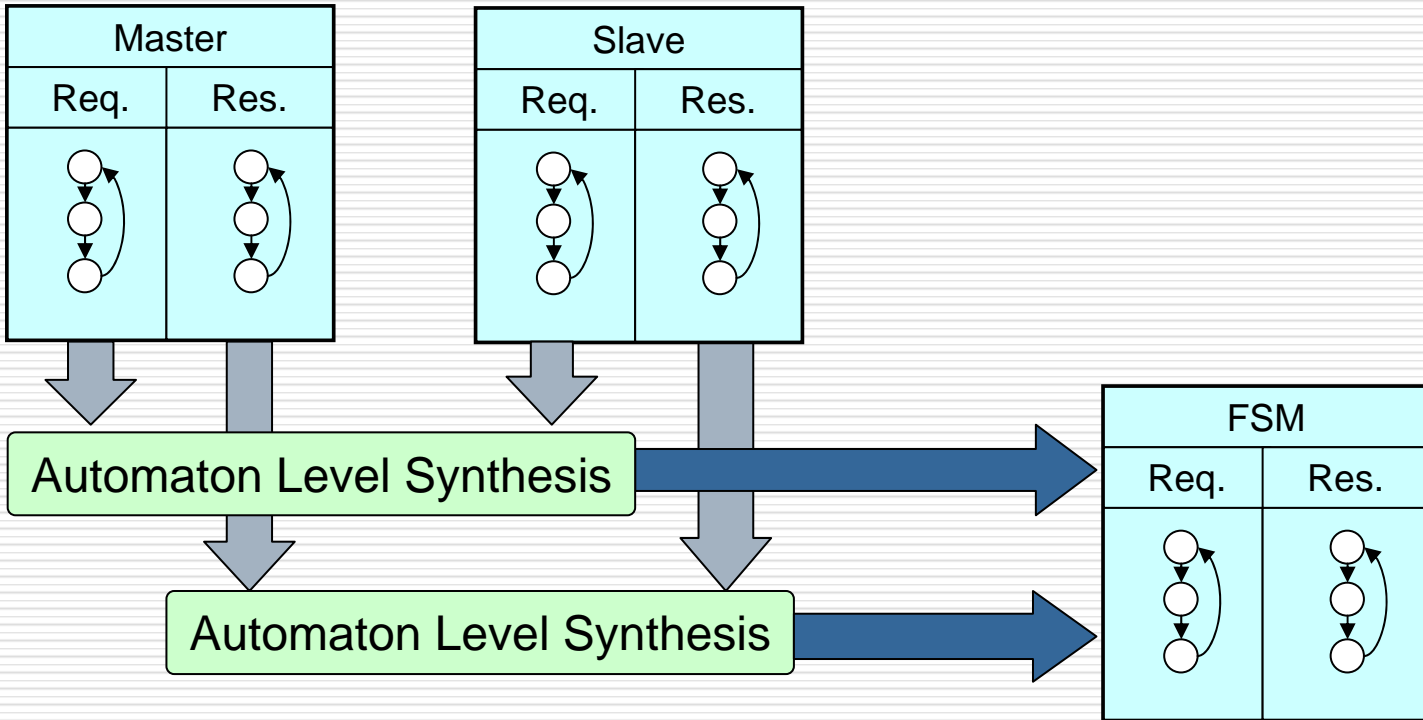 Master
Req. Res.
Slave
Req. Res.
Automaton Level Synthesis
Automaton Level Synthesis
FSM
Req. Res.